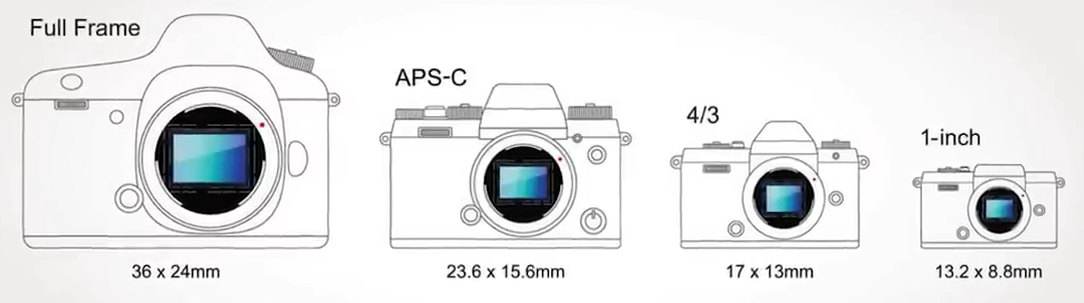 Full Frame
APS-C
4/3
1-inch
36 x 24mm
23.6 x 15.6mm
17 x 13mm
13.2 x 8.8mm